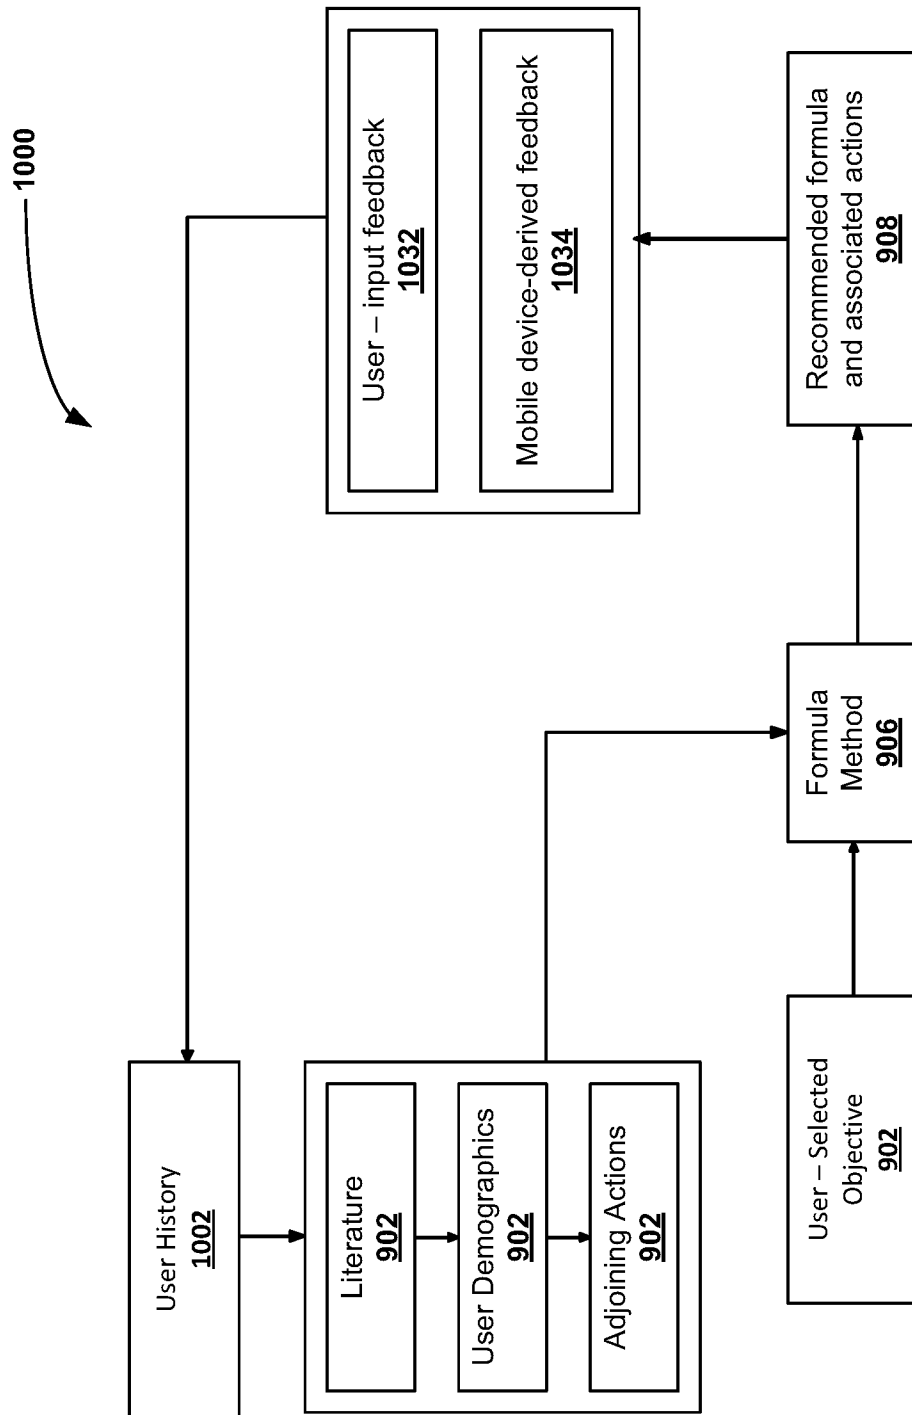 1000
User History
1002
Literature
902
User Demographics
902
Adjoining Actions
902
User – Selected
Objective
902
Formula
Method
906
Recommended formula
and associated actions
908
User – input feedback
1032
Mobile device-derived feedback
1034